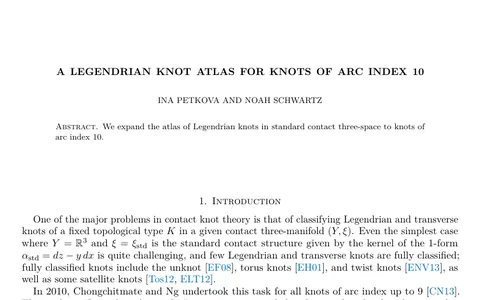 A LEGENDRIAN KNOT ATLAS FOR KNOTS OF ARC INDEX 10
INA PETKOVA AND NOAH SCHWARTZ
Abstract. We expand the atlas of Legendrian knots in standard contact three-space to knots of
arc index 10.
1. Introduction
One of the major problems in contact knot theory is that of classifying Legendrian and transverse
knots of a fixed topological type K in a given contact three-manifold (Y, ξ). Even the simplest case
where Y = ℝ³ and ξ = ξstd is the standard contact structure given by the kernel of the 1-form
αstd = dz − y dx is quite challenging, and few Legendrian and transverse knots are fully classified;
fully classified knots include the unknot [EF08], torus knots [EH01], and twist knots [ENV13], as
well as some satellite knots [Tos12, ELT12].
In 2010, Chongchitmate and Ng undertook this task for all knots of arc index up to 9 [CN13].